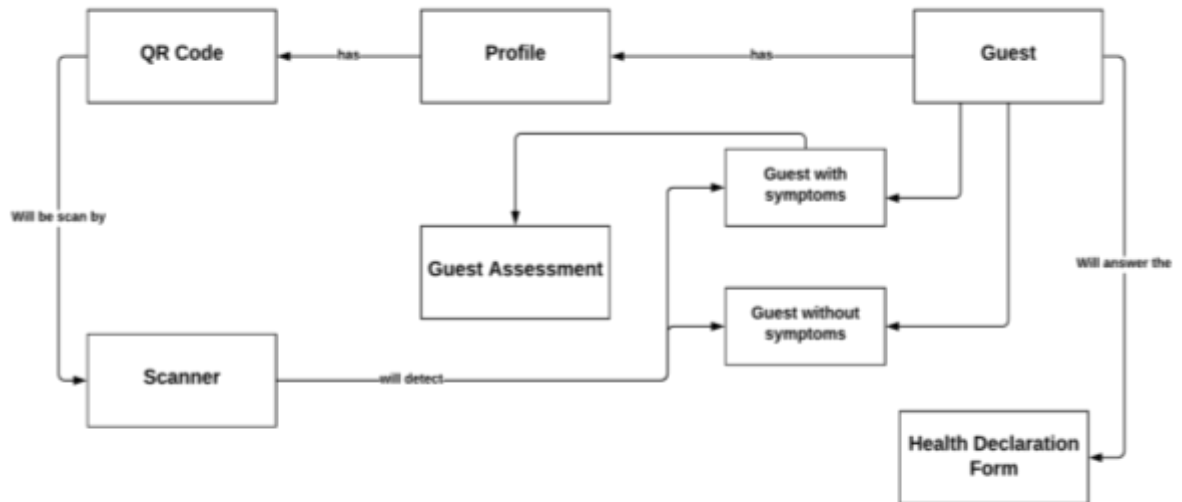 QR Code
has
Profile
has
Guest
Guest with
symptoms
Will be scan by
Guest Assessment
Will answer the
Guest without
symptoms
Scanner
will detect
Health Declaration
Form